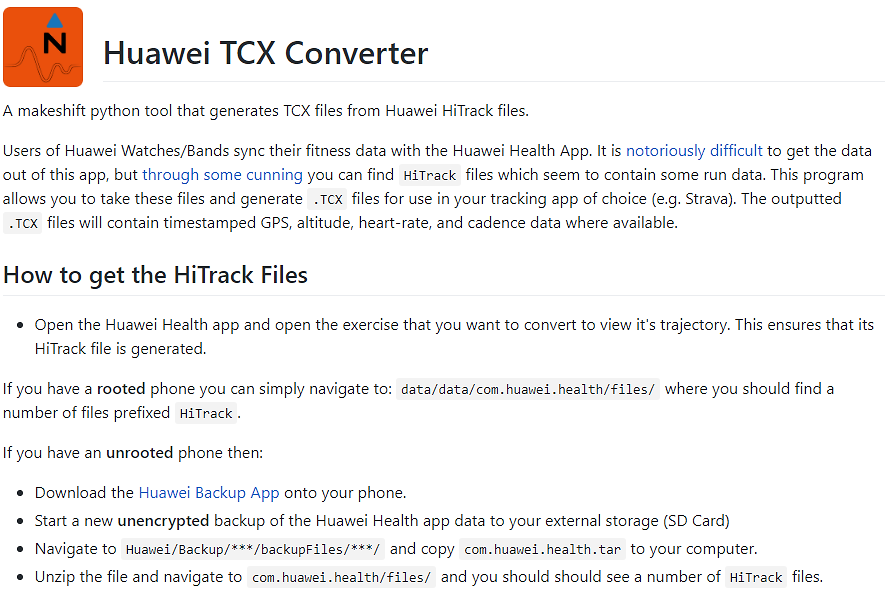 N
Huawei TCX Converter
A makeshift python tool that generates TCX files from Huawei HiTrack files.
Users of Huawei Watches/Bands sync their fitness data with the Huawei Health App. It is notoriously difficult to get the data
out of this app, but through some cunning you can find HiTrack files which seem to contain some run data. This program
allows you to take these files and generate .TCX files for use in your tracking app of choice (e.g. Strava). The outputted
.TCX files will contain timestamped GPS, altitude, heart-rate, and cadence data where available.
How to get the HiTrack Files
• Open the Huawei Health app and open the exercise that you want to convert to view it's trajectory. This ensures that its
HiTrack file is generated.
If you have a rooted phone you can simply navigate to: data/data/com.huawei.health/files/ where you should find a
number of files prefixed HiTrack.
If you have an unrooted phone then:
• Download the Huawei Backup App onto your phone.
• Start a new unencrypted backup of the Huawei Health app data to your external storage (SD Card)
• Navigate to Huawei/Backup/***/backupFiles/***/ and copy com.huawei.health.tar to your computer.
• Unzip the file and navigate to com.huawei.health/files/ and you should should see a number of HiTrack files.